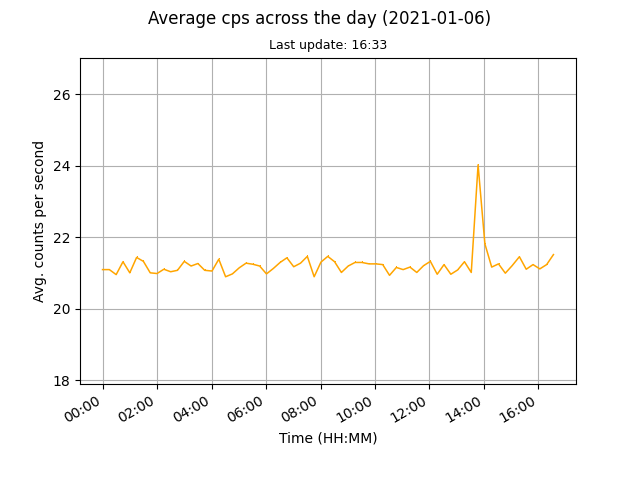 Average cps across the day (2021-01-06)
Last update: 16:33
26
24
22
20
18
Avg. counts per second
00:00 02:00 04:00 06:00 08:00 10:00 12:00 14:00 16:00
Time (HH:MM)